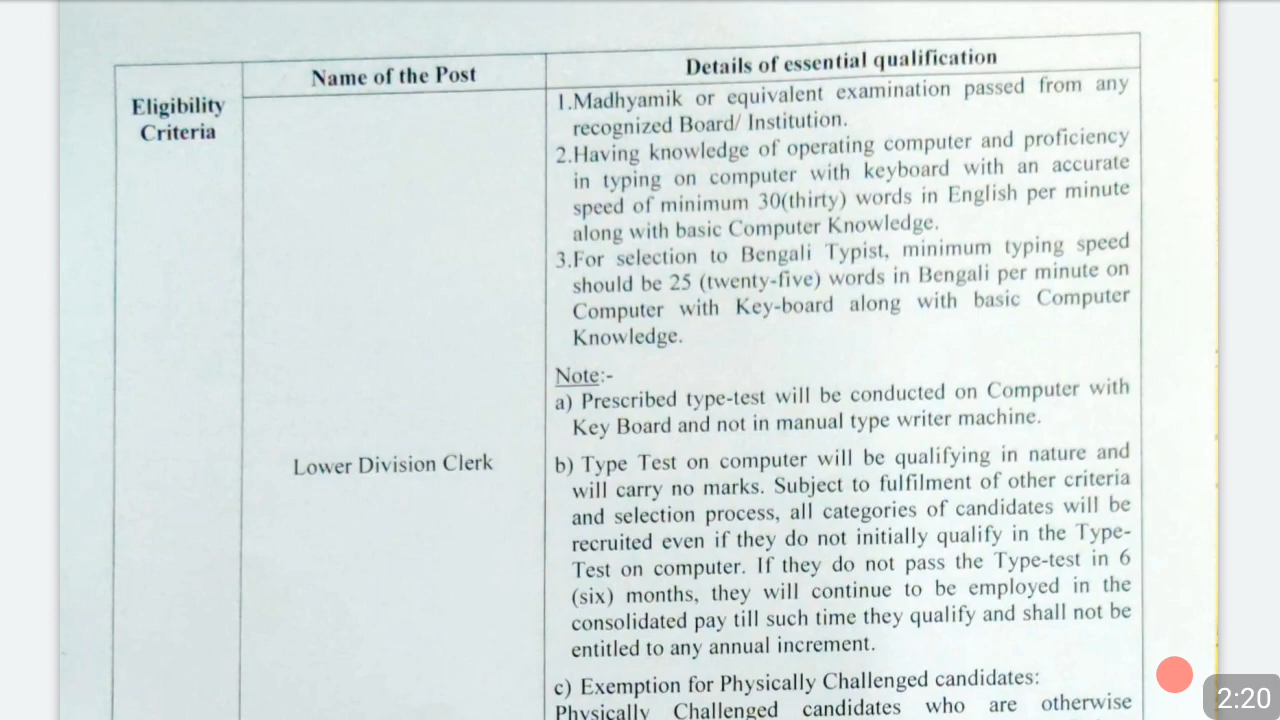 Name of the Post
Details of essential qualification
Eligibility
Criteria
1.Madhyamik or equivalent examination passed from any
recognized Board/ Institution.
2.Having knowledge of operating computer and proficiency
in typing on computer with keyboard with an accurate
speed of minimum 30(thirty) words in English per minute
along with basic Computer Knowledge.
3.For selection to Bengali Typist, minimum typing speed
should be 25 (twenty-five) words in Bengali per minute on
Computer with Key-board along with basic Computer
Knowledge.
Note:-
a) Prescribed type-test will be conducted on Computer with
Key Board and not in manual type writer machine.
Lower Division Clerk
b) Type Test on computer will be qualifying in nature and
will carry no marks. Subject to fulfilment of other criteria
and selection process, all categories of candidates will be
recruited even if they do not initially qualify in the Type-
Test on computer. If they do not pass the Type-test in 6
(six) months, they will continue to be employed in the
consolidated pay till such time they qualify and shall not be
entitled to any annual increment.
c) Exemption for Physically Challenged candidates:
Physically Challenged candidates who are otherwise
2:20